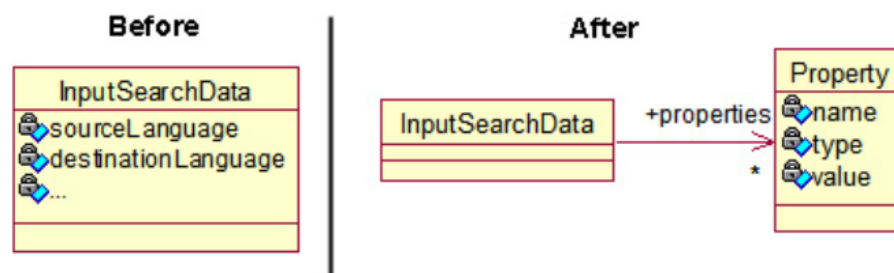 Before
InputSearchData
sourceLanguage
destinationLanguage
...
After
InputSearchData
+properties
*
Property
name
type
value